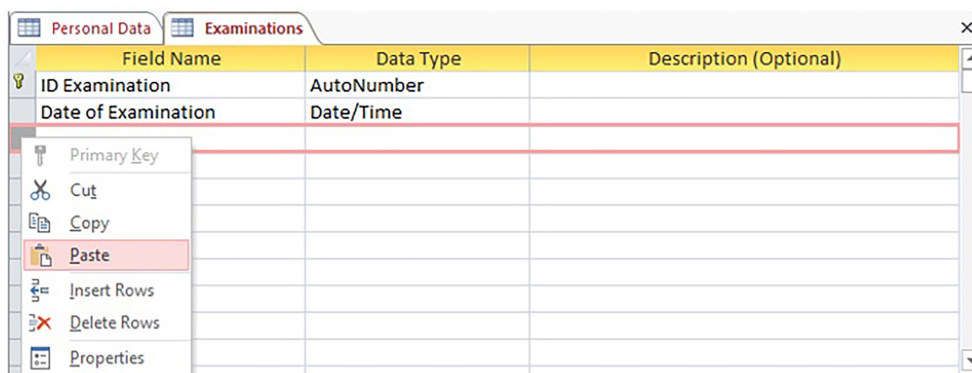 Personal Data Examinations
Field Name Data Type Description (Optional)
ID Examination AutoNumber
Date of Examination Date/Time
Primary Key
Cut
Copy
Paste
Insert Rows
Delete Rows
Properties